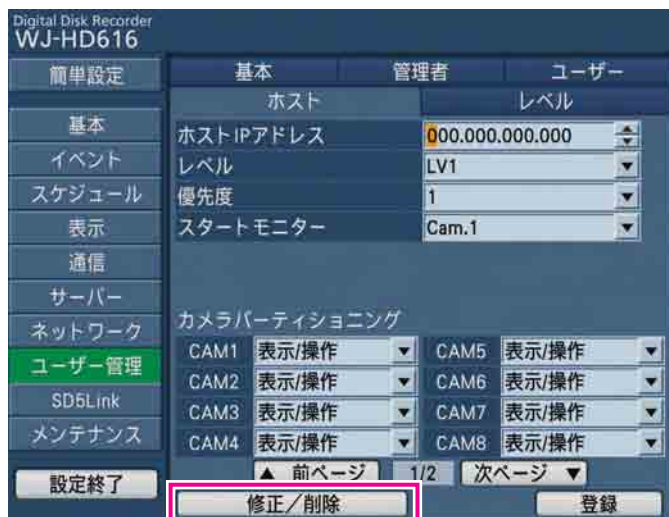 Digital Disk Recorder
WJ-HD616
簡単設定
基本
イベント
スケジュール
表示
通信
サーバー
ネットワーク
ユーザー管理
SD5Link
メンテナンス
設定終了
基本 管理者 ユーザー
ホスト レベル
ホストIPアドレス 000.000.000.000
レベル LV1
優先度 1
スタートモニター Cam.1
カメラパーティショニング
CAM1 表示/操作 CAM5 表示/操作
CAM2 表示/操作 CAM6 表示/操作
CAM3 表示/操作 CAM7 表示/操作
CAM4 表示/操作 CAM8 表示/操作
▲ 前ページ 1/2 次ページ ▼
修正／削除 登録